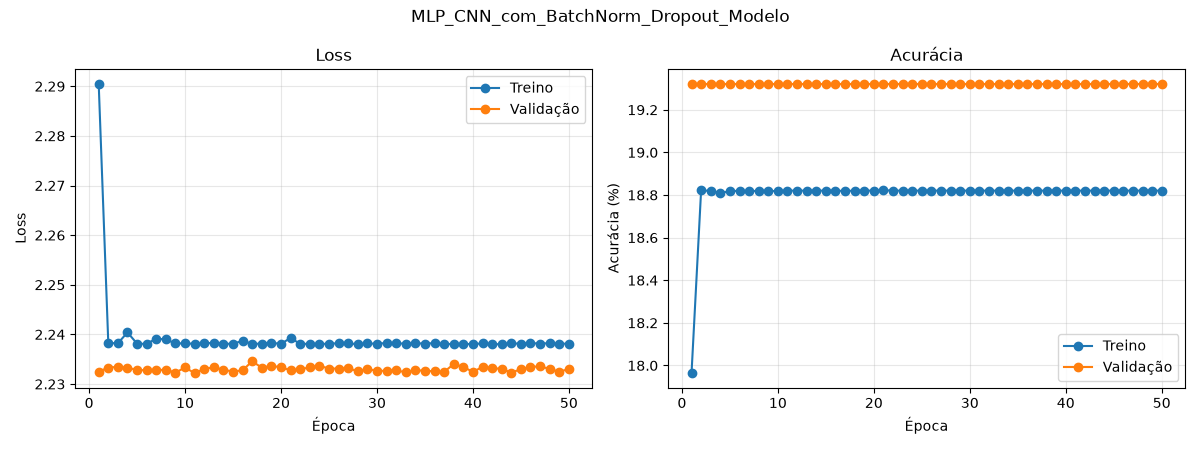 MLP_CNN_com_BatchNorm_Dropout_Modelo
Loss
2.29
2.28
2.27
2.26
2.25
2.24
2.23
Loss
0
10
20
30
40
50
Época
Treino
Validação
Acurácia
19.2
19.0
18.8
18.6
18.4
18.2
18.0
Acurácia (%)
0
10
20
30
40
50
Época
Treino
Validação